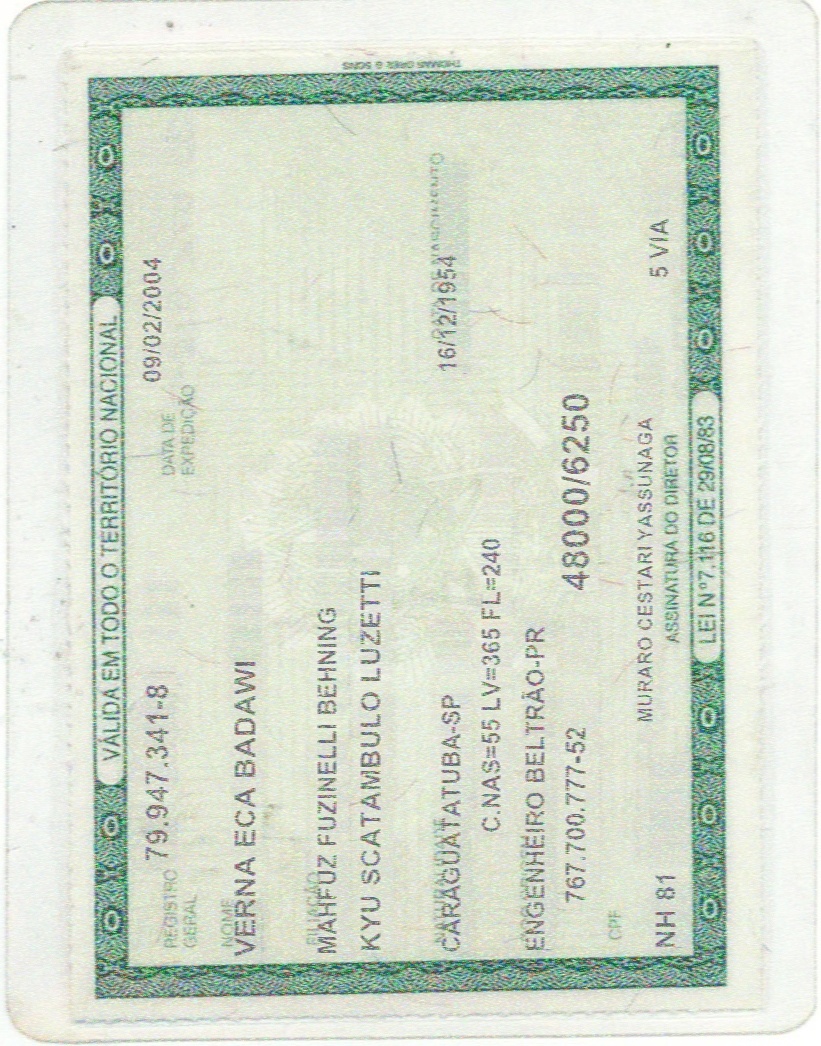 THOMAS GREG & SONS
VÁLIDA EM TODO O TERRITÓRIO NACIONAL
REGISTRO GERAL 79.947.341-8 DATA DE EXPEDIÇÃO 09/02/2004
NOME
VERNA ECA BADAWI
FILIAÇÃO
MAHFUZ FUZINELLI BEHNING
KYU SCATAMBULO LUZETTI
NATURALIDADE DATA DE NASCIMENTO
CARAGUATATUBA-SP 16/12/1954
C.NAS=55 LV=365 FL=240
ENGENHEIRO BELTRÃO-PR
767.700.777-52 48000/6250
CPF
MURARO CESTARI YASSUNAGA
NH 81 ASSINATURA DO DIRETOR 5 VIA
LEI Nº 7.116 DE 29/08/83